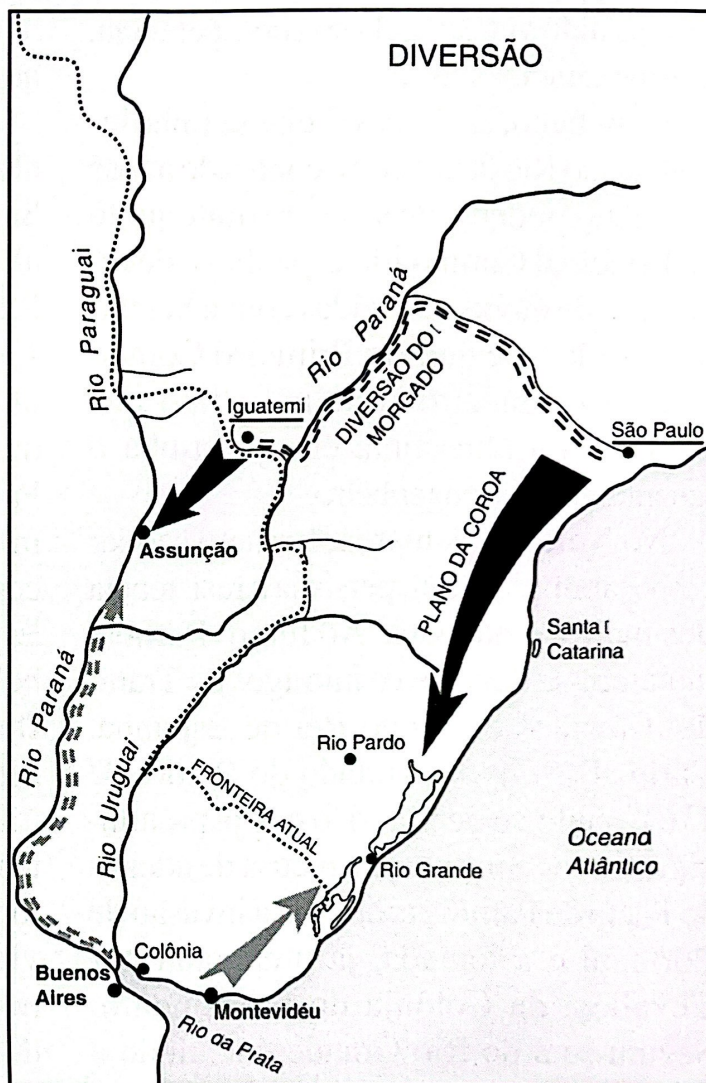 DIVERSÃO
Rio Paraguai
Rio Paraná
DIVERSÃO DO
MORGADO
Iguatemi
São Paulo
Assunção
PLANO DA COROA
Santa
Catarina
Rio Paraná
Rio Uruguai
Rio Pardo
FRONTEIRA ATUAL
Oceano
Atlântico
Rio Grande
Colônia
Buenos
Aires
Montevidéu
Rio da Prata